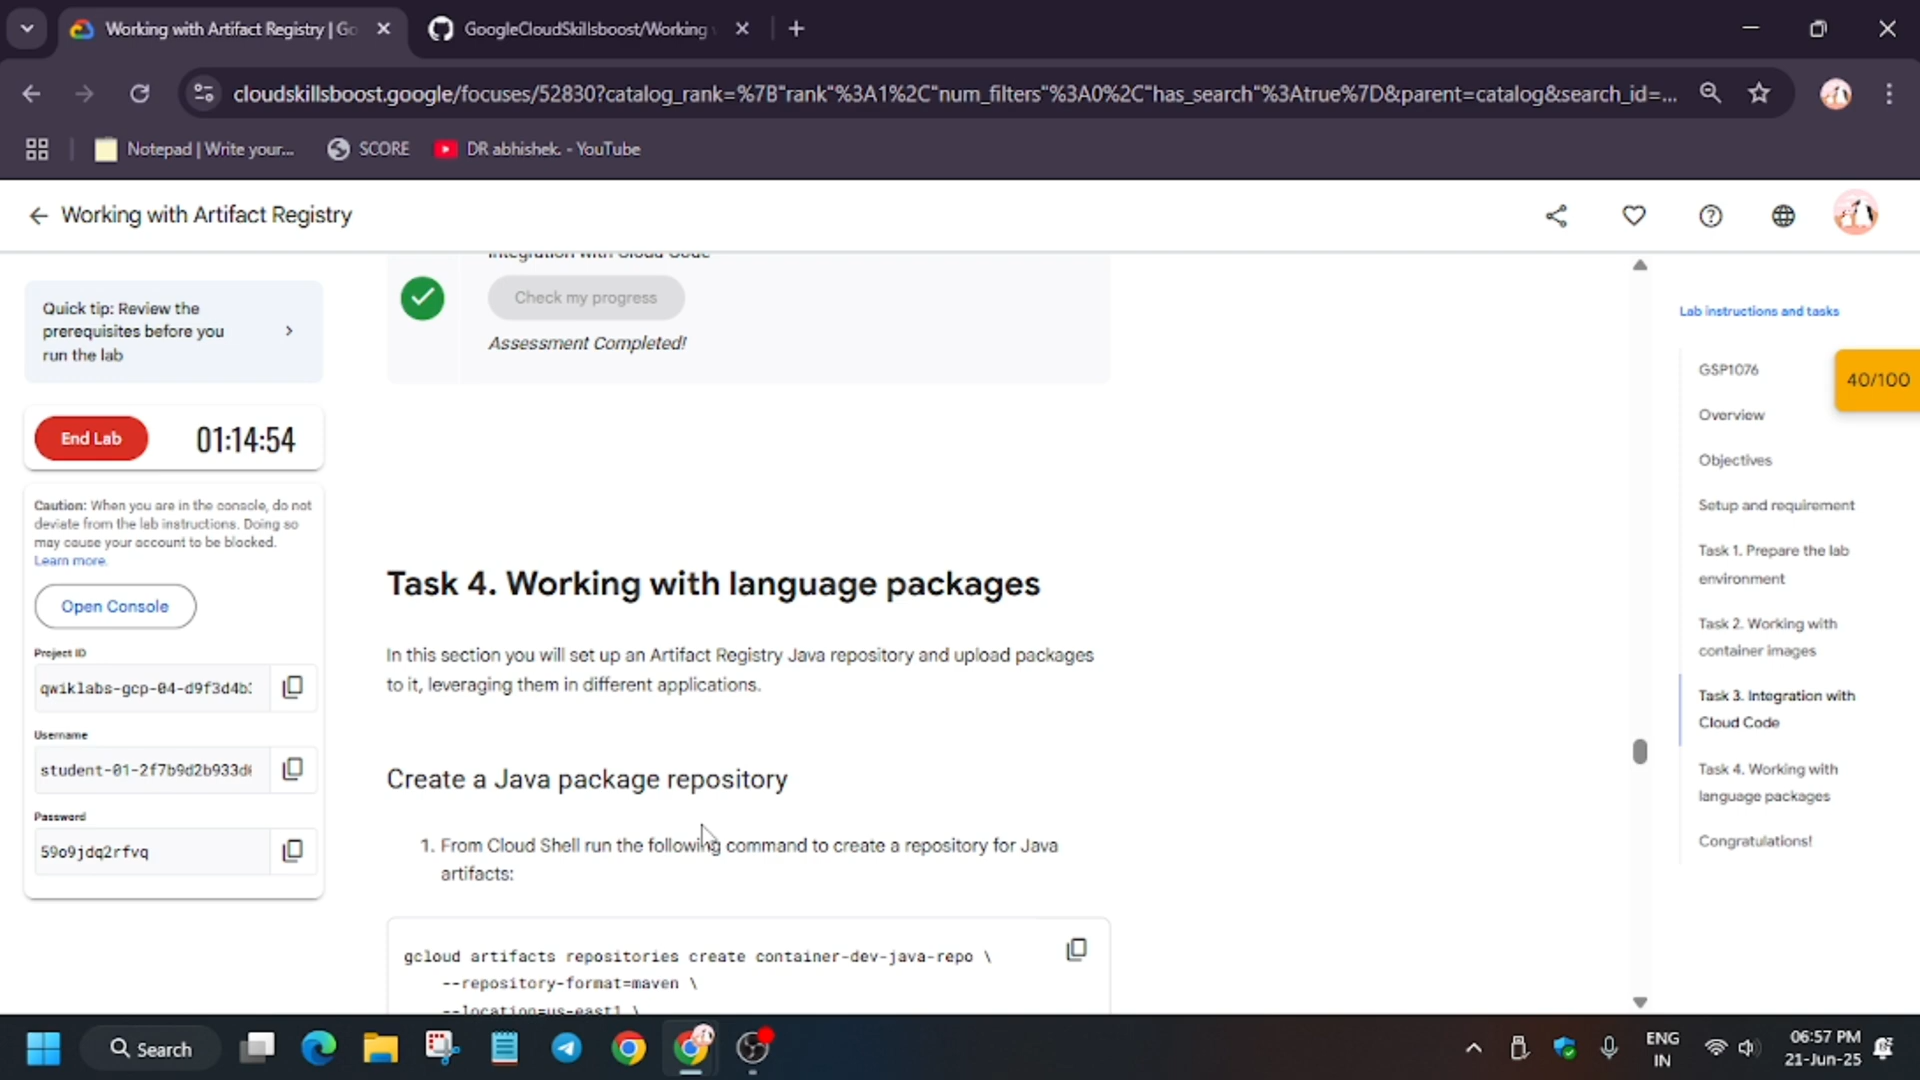 Working with Artifact Registry | Go
GoogleCloudSkillsboost/Working
cloudskillsboost.google/focuses/52830?catalog_rank=%7B"rank"%3A1%2C"num_filters"%3A0%2C"has_search"%3Atrue%7D&parent=catalog&search_id=...
Notepad | Write your...
SCORE
DR abhishek. - YouTube
Working with Artifact Registry
Integration with Cloud Code
Check my progress
Assessment Completed!
Quick tip: Review the
prerequisites before you
run the lab
End Lab
01:14:54
Caution: When you are in the console, do not
deviate from the lab instructions. Doing so
may cause your account to be blocked.
Learn more.
Open Console
Project ID
qwiklabs-gcp-04-d9f3d4b
Username
student-01-2f7b9d2b933d
Password
59o9jdq2rfvq
Task 4. Working with language packages
In this section you will set up an Artifact Registry Java repository and upload packages
to it, leveraging them in different applications.
Create a Java package repository
1. From Cloud Shell run the following command to create a repository for Java
artifacts:
gcloud artifacts repositories create container-dev-java-repo \
--repository-format=maven \
--location=us-east1 \
Lab instructions and tasks
GSP1076
40/100
Overview
Objectives
Setup and requirement
Task 1. Prepare the lab
environment
Task 2. Working with
container images
Task 3. Integration with
Cloud Code
Task 4. Working with
language packages
Congratulations!
Search
ENG
IN
06:57 PM
21-Jun-25